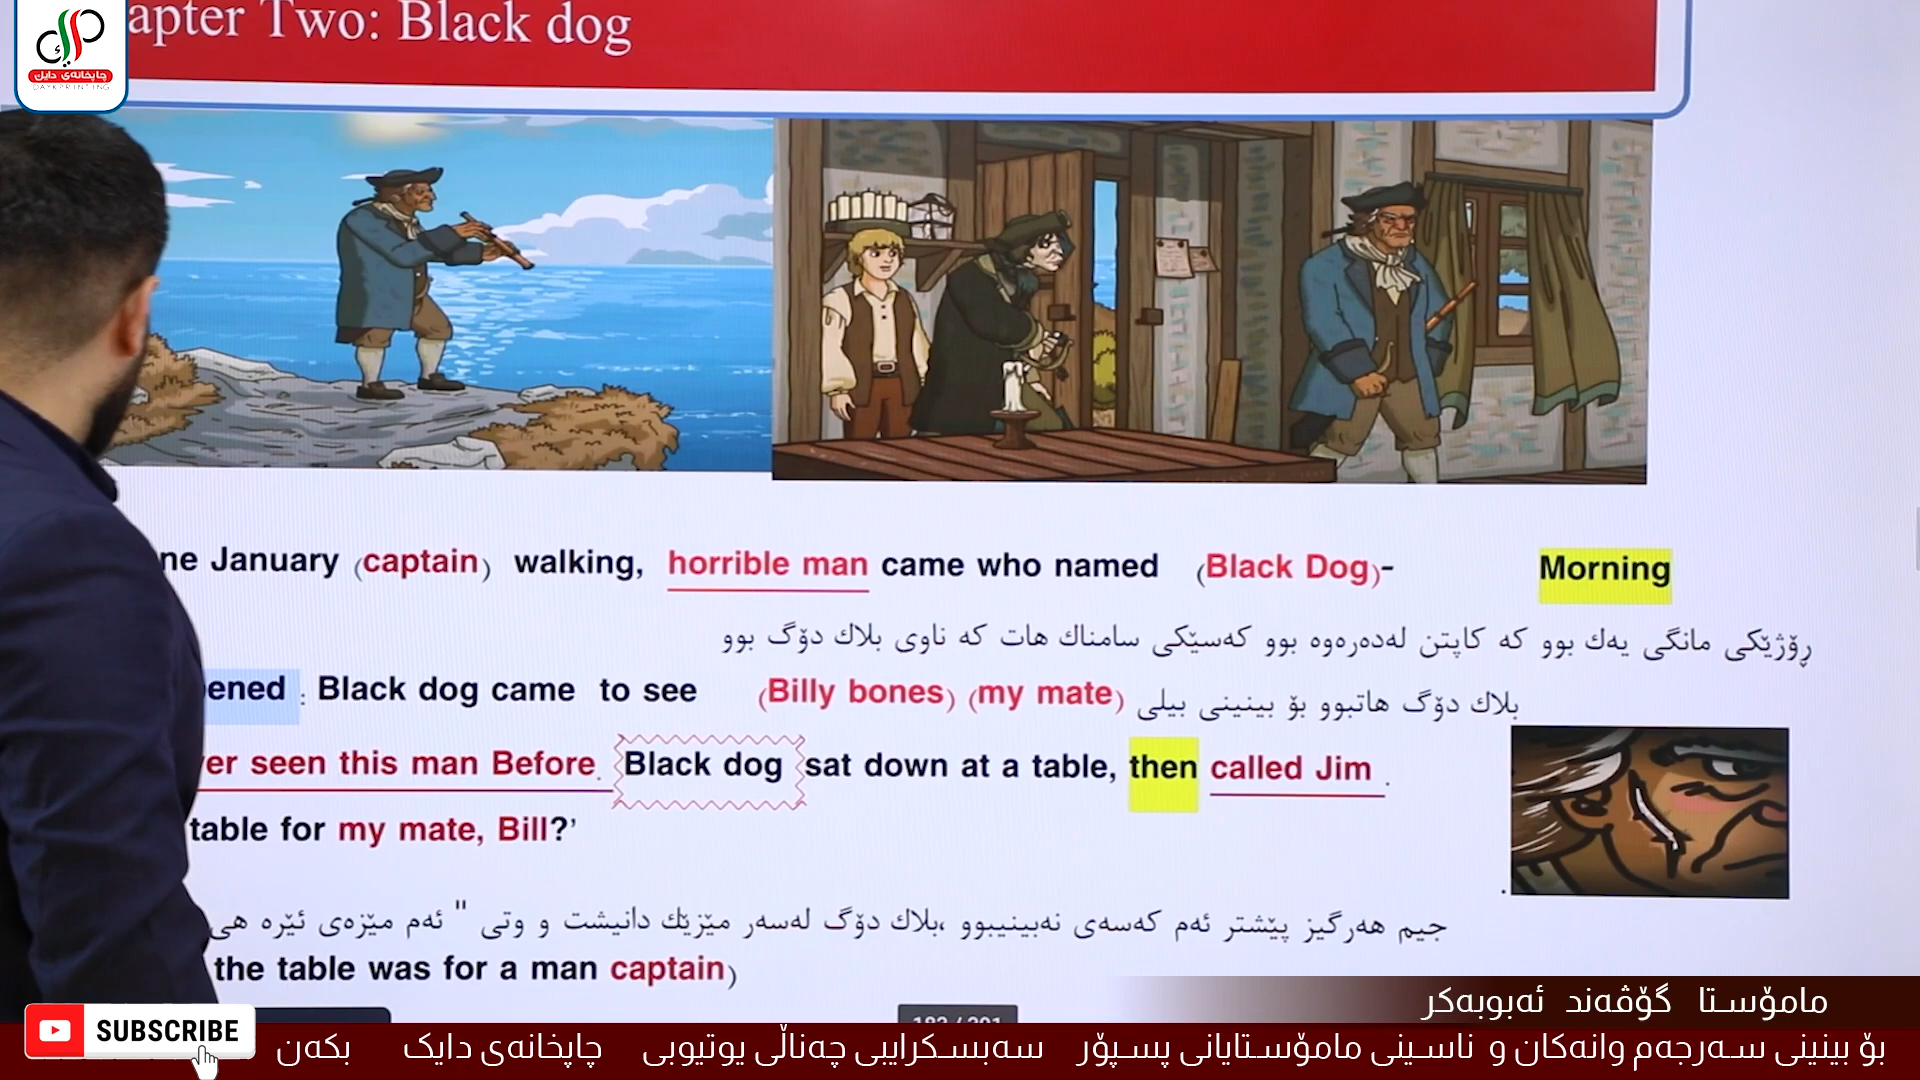 apter Two: Black dog
چاپخانەی دایک
DAYKPRINTING
ne January (captain) walking, horrible man came who named (Black Dog)- Morning
ڕۆژێکی مانگی یەك بوو کە کاپتن لەدەرەوە بوو کەسێکی سامناك هات کە ناوی بلاك دۆگ بوو
ened : Black dog came to see (Billy bones) (my mate) بلاك دۆگ هاتبوو بۆ بینینی بیلی
er seen this man Before. Black dog sat down at a table, then called Jim .
table for my mate, Bill?’
جیم هەرگیز پێشتر ئەم کەسەی نەبینیبوو ،بلاك دۆگ لەسەر مێزێك دانیشت و وتی " ئەم مێزەی ئێرە هی
the table was for a man captain)
مامۆستا گۆڤەند ئەبوبەکر
SUBSCRIBE
بۆ بینینی سەرجەم وانەکان و ناسینی مامۆستایانی پسپۆر سەبسکرایبی چەناڵی یوتیوبی چاپخانەی دایک بکەن